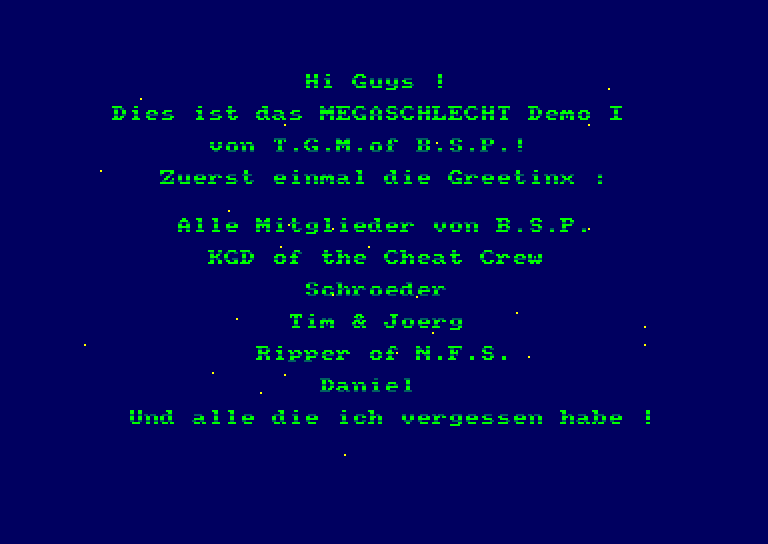 Hi Guys !
Dies ist das MEGASCHLECHT Demo I
von T.G.M.of B.S.P.!
Zuerst einmal die Greetinx :
Alle Mitglieder von B.S.P.
KGD of the Cheat Crew
Schroeder
Tim & Joerg
Ripper of N.F.S.
Daniel
Und alle die ich vergessen habe !